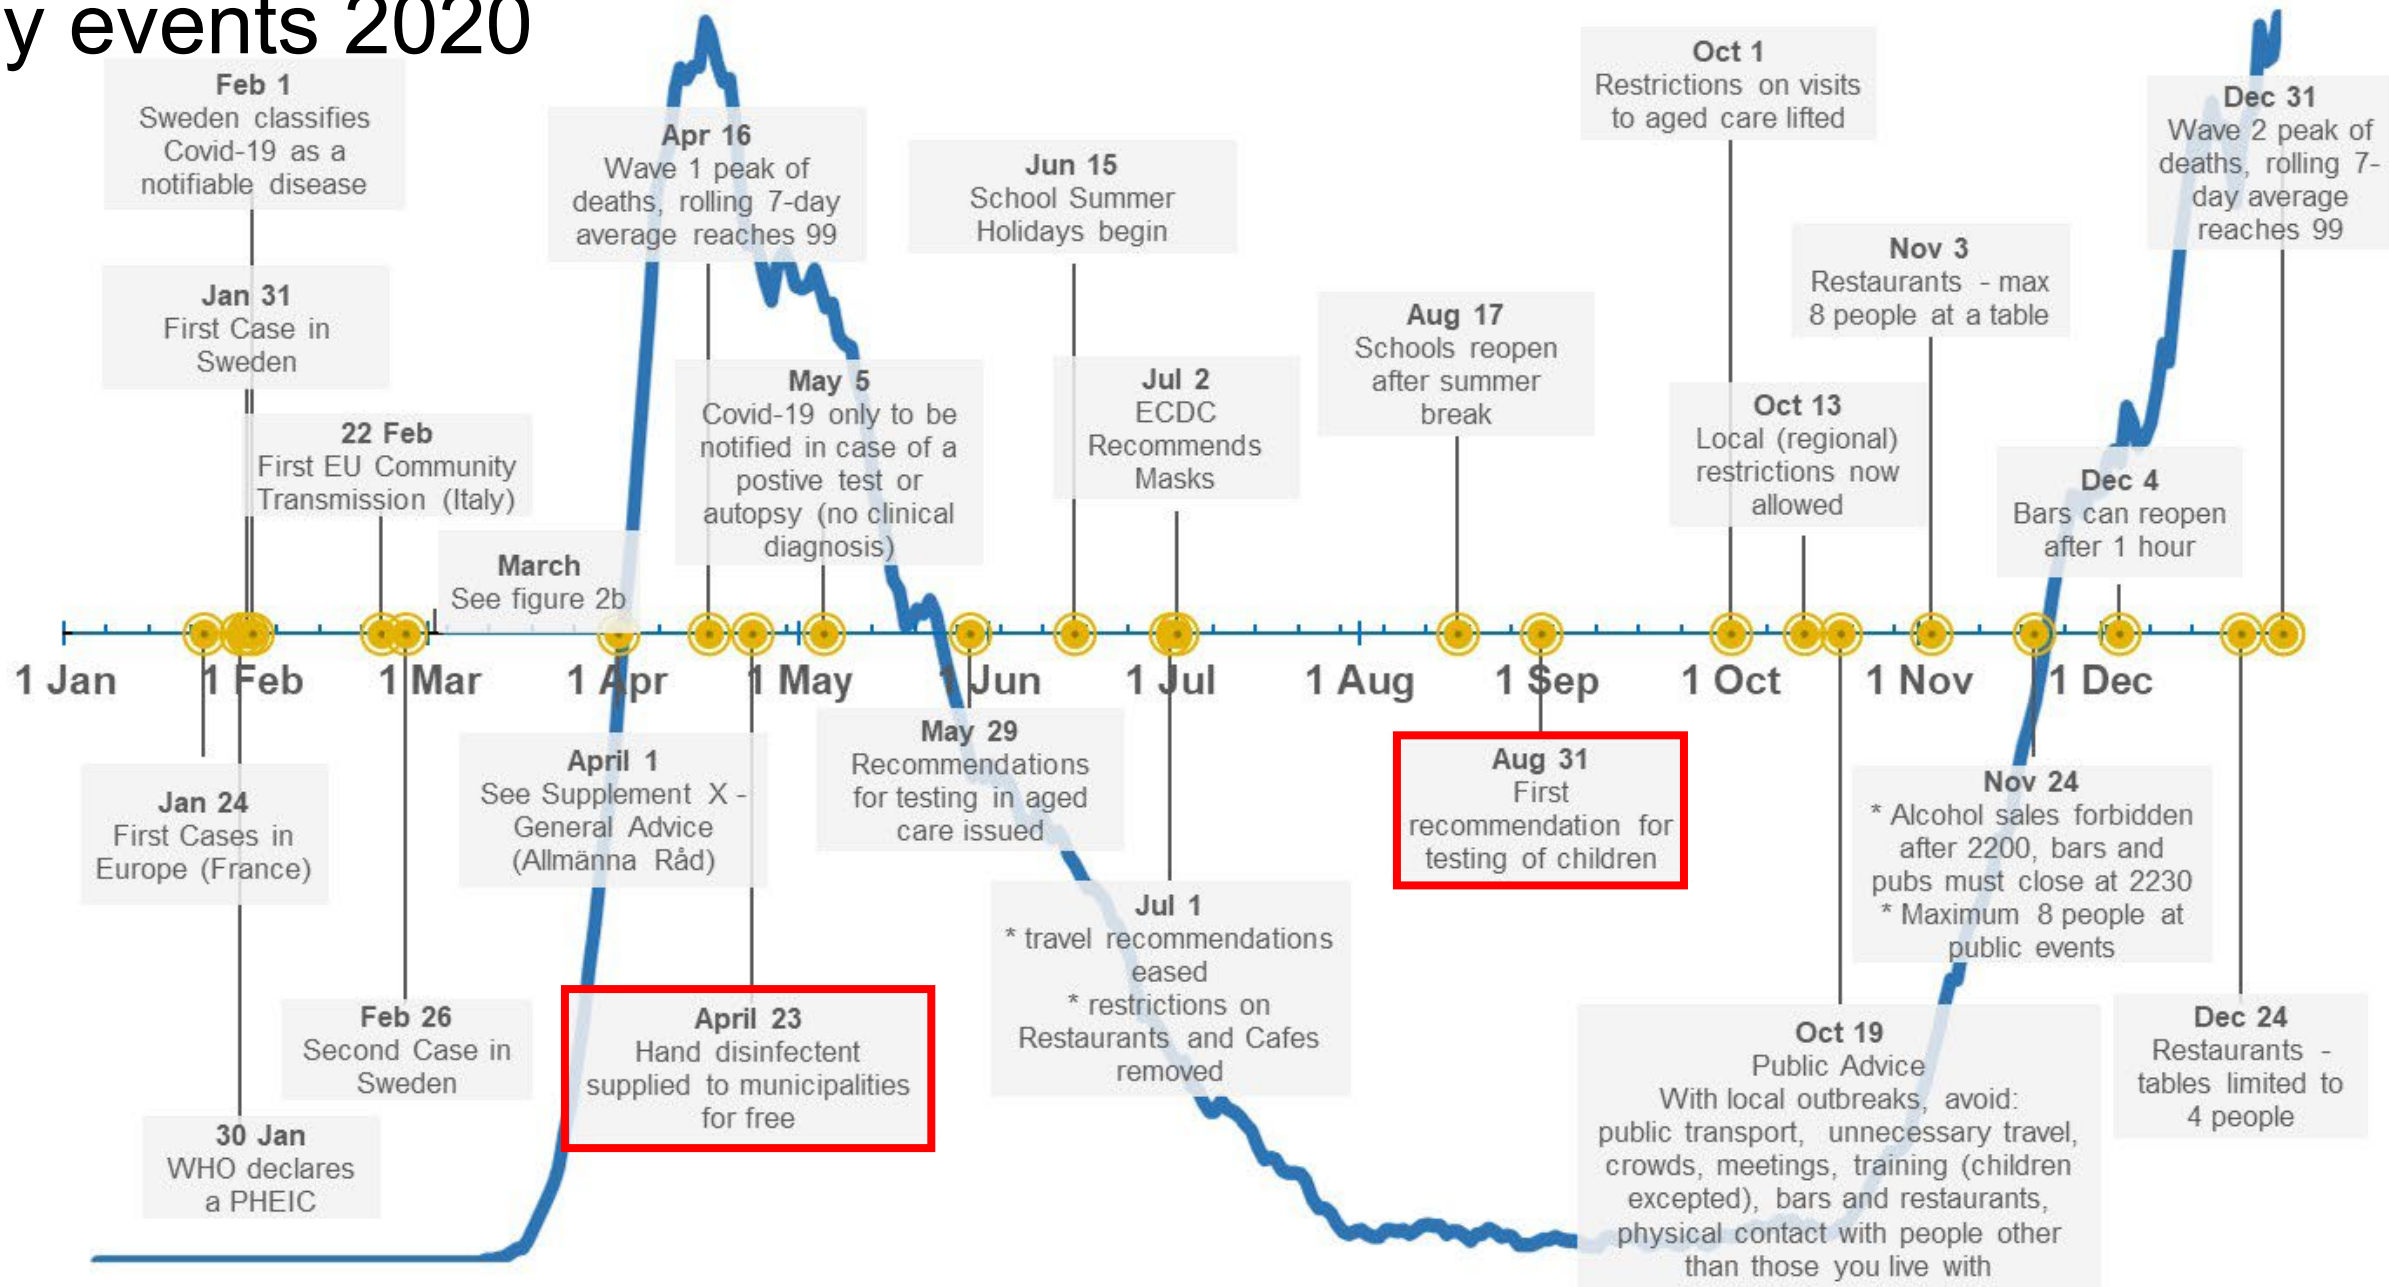 y events 2020
Feb 1
Sweden classifies
Covid-19 as a
notifiable disease
Jan 31
First Case in
Sweden
22 Feb
First EU Community
Transmission (Italy)
March
See figure 2b
Apr 16
Wave 1 peak of
deaths, rolling 7-day
average reaches 99
May 5
Covid-19 only to be
notified in case of a
postive test or
autopsy (no clinical
diagnosis)
Jun 15
School Summer
Holidays begin
Jul 2
ECDC
Recommends
Masks
Aug 17
Schools reopen
after summer
break
Oct 1
Restrictions on visits
to aged care lifted
Oct 13
Local (regional)
restrictions now
allowed
Nov 3
Restaurants - max
8 people at a table
Dec 4
Bars can reopen
after 1 hour
Dec 31
Wave 2 peak of
deaths, rolling 7-
day average
reaches 99
1 Jan 1 Feb 1 Mar 1 Apr 1 May 1 Jun 1 Jul 1 Aug 1 Sep 1 Oct 1 Nov 1 Dec
Jan 24
First Cases in
Europe (France)
30 Jan
WHO declares
a PHEIC
Feb 26
Second Case in
Sweden
April 1
See Supplement X -
General Advice
(Allmänna Råd)
April 23
Hand disinfectent
supplied to municipalities
for free
May 29
Recommendations
for testing in aged
care issued
Jul 1
* travel recommendations
eased
* restrictions on
Restaurants and Cafes
removed
Aug 31
First
recommendation for
testing of children
Oct 19
Public Advice
With local outbreaks, avoid:
public transport, unnecessary travel,
crowds, meetings, training (children
excepted), bars and restaurants,
physical contact with people other
than those you live with
Nov 24
* Alcohol sales forbidden
after 2200, bars and
pubs must close at 2230
* Maximum 8 people at
public events
Dec 24
Restaurants -
tables limited to
4 people